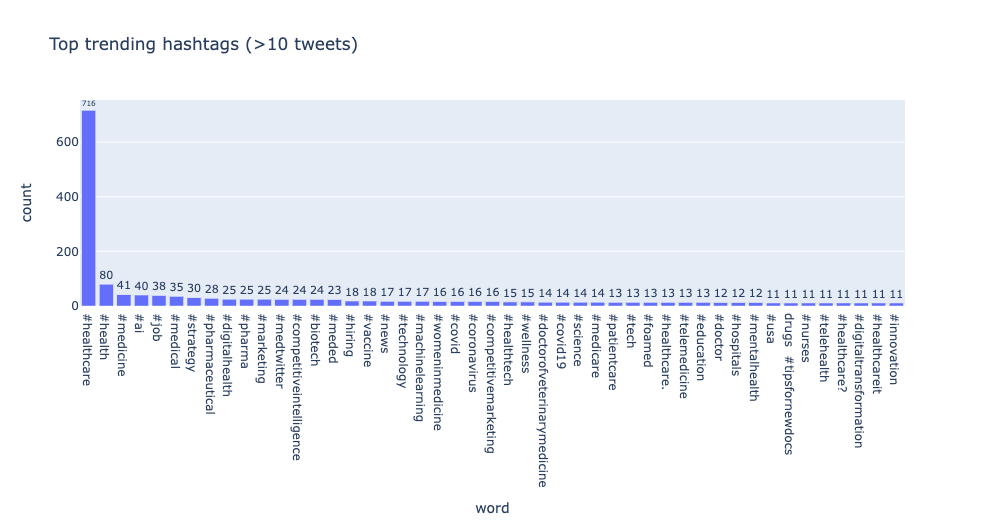 Top trending hashtags (>10 tweets)
count
600
400
200
0
716
80
41
40
38
35
30
28
25
25
25
24
24
24
23
18
18
17
17
17
16
16
16
16
15
15
14
14
14
14
13
13
13
13
13
13
12
12
12
11
11
11
11
11
11
11
11
#healthcare
#health
#medicine
#ai
#job
#medical
#strategy
#pharmaceutical
#digitalhealth
#pharma
#marketing
#medtwitter
#competitiveintelligence
#biotech
#meded
#hiring
#vaccine
#news
#technology
#machinelearning
#womeninmedicine
#covid
#coronavirus
#competitivemarketing
#healthtech
#wellness
#doctorofveterinarymedicine
#covid19
#science
#medicare
#patientcare
#tech
#foamed
#healthcare.
#telemedicine
#education
#doctor
#hospitals
#mentalhealth
#usa
drugs #tipsfornewdocs
#nurses
#telehealth
#healthcare?
#digitaltransformation
#healthcareit
#innovation
word